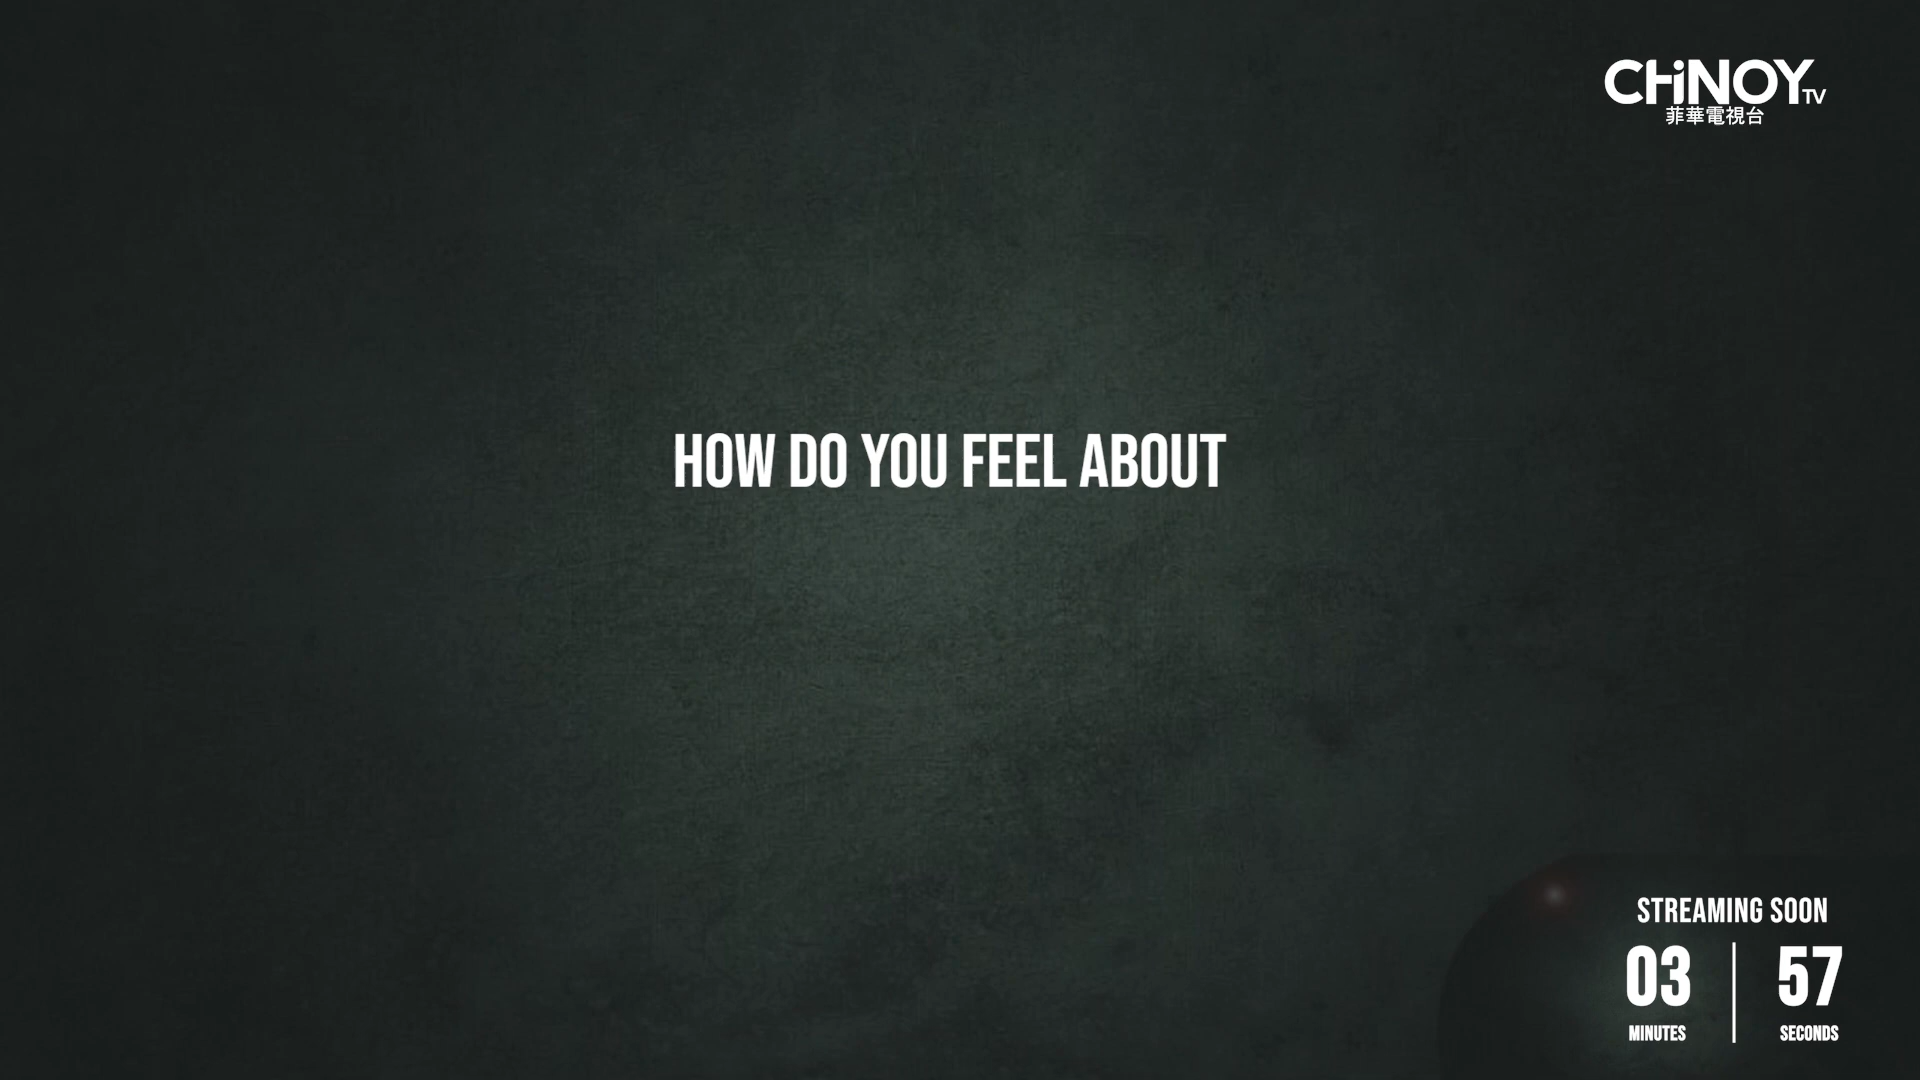 CHiNOY TV
菲華電視台
HOW DO YOU FEEL ABOUT
STREAMING SOON
03 57
MINUTES SECONDS